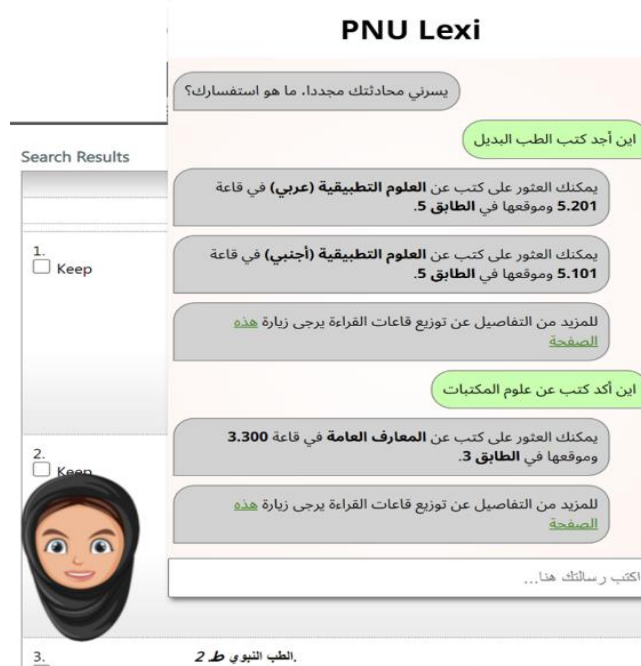 PNU Lexi
يسرني محادثتك مجددا، ما هو استفسارك؟
اين أجد كتب الطب البديل
يمكنك العثور على كتب عن العلوم التطبيقية (عربي) في قاعة
5.201 وموقعها في الطابق 5.
يمكنك العثور على كتب عن العلوم التطبيقية (أجنبي) في قاعة
5.101 وموقعها في الطابق 5.
للمزيد من التفاصيل عن توزيع قاعات القراءة يرجى زيارة هذه
الصفحة
اين أكد كتب عن علوم المكتبات
يمكنك العثور على كتب عن المعارف العامة في قاعة 3.300
وموقعها في الطابق 3.
للمزيد من التفاصيل عن توزيع قاعات القراءة يرجى زيارة هذه
الصفحة
اكتب رسالتك هنا...
Search Results
1.
Keep
2.
Keep
3.
الطب النبوي ط 2.